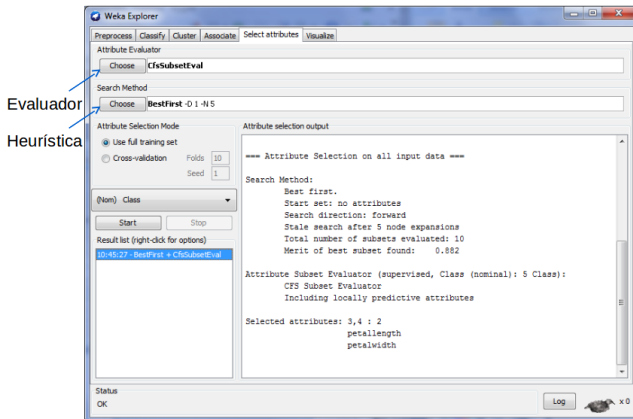 Weka Explorer
Preprocess Classify Cluster Associate Select attributes Visualize
Attribute Evaluator
Choose CfsSubsetEval
Search Method
Choose BestFirst -D 1 -N 5
Evaluador
Heurística
Attribute Selection Mode
Use full training set
Cross-validation Folds 10
Seed 1
(Nom) Class
Start Stop
Result list (right-click for options)
10:45:27 - BestFirst + CfsSubsetEval
Attribute selection output
=== Attribute Selection on all input data ===
Search Method:
Best first.
Start set: no attributes
Search direction: forward
Stale search after 5 node expansions
Total number of subsets evaluated: 10
Merit of best subset found: 0.882
Attribute Subset Evaluator (supervised, Class (nominal): 5 Class):
CFS Subset Evaluator
Including locally predictive attributes
Selected attributes: 3,4 : 2
petallength
petalwidth
Status
OK
Log
x 0